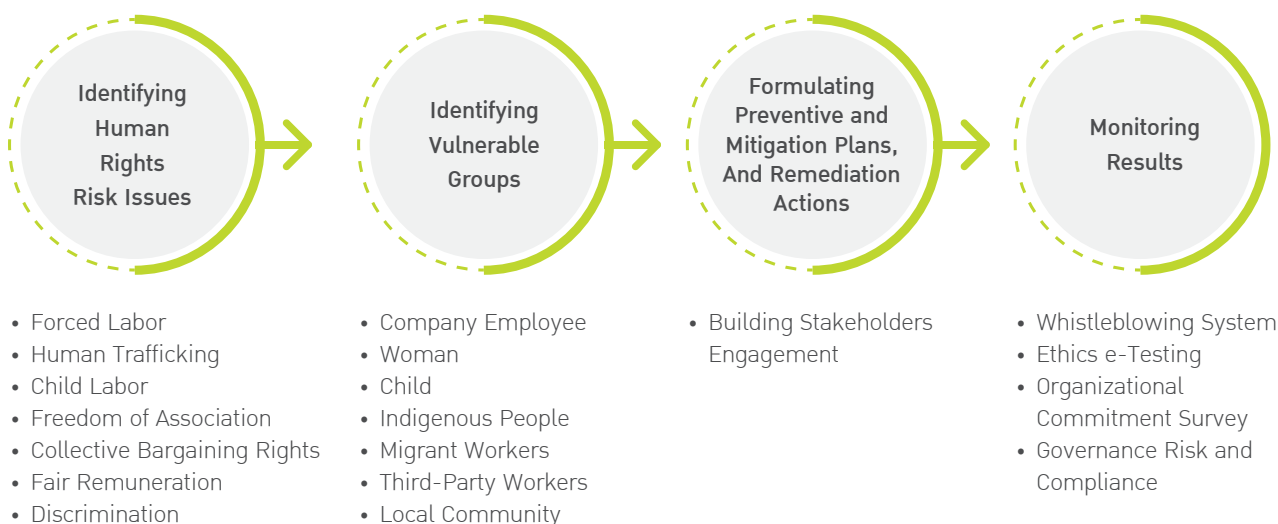 Identifying
Human
Rights
Risk Issues
Identifying
Vulnerable
Groups
Formulating
Preventive and
Mitigation Plans,
And Remediation
Actions
Monitoring
Results
• Forced Labor
• Human Trafficking
• Child Labor
• Freedom of Association
• Collective Bargaining Rights
• Fair Remuneration
• Discrimination
• Company Employee
• Woman
• Child
• Indigenous People
• Migrant Workers
• Third-Party Workers
• Local Community
• Building Stakeholders
Engagement
• Whistleblowing System
• Ethics e-Testing
• Organizational
Commitment Survey
• Governance Risk and
Compliance